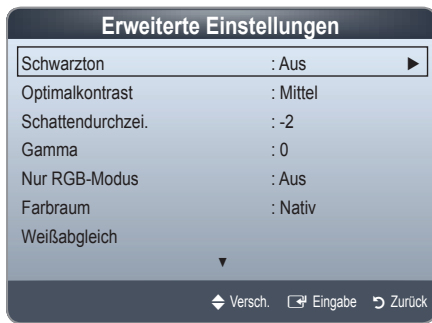 Erweiterte Einstellungen
Schwarzton : Aus
Optimalkontrast : Mittel
Schattendurchzei. : -2
Gamma : 0
Nur RGB-Modus : Aus
Farbraum : Nativ
Weißabgleich
Versch. Eingabe Zurück